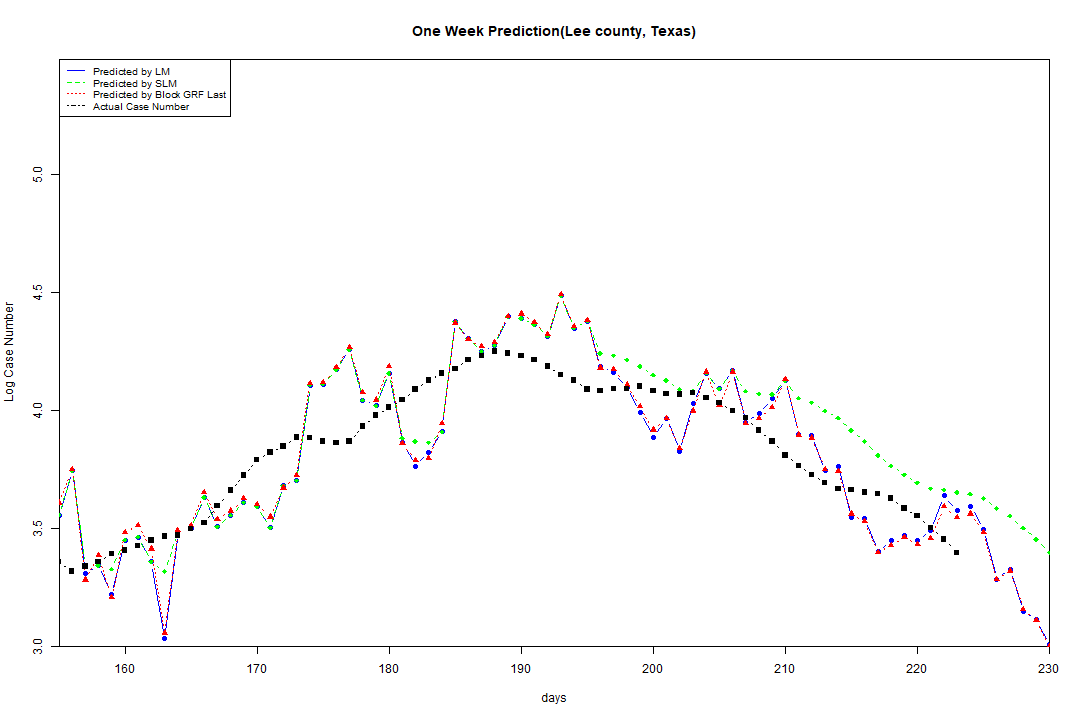 One Week Prediction(Lee county, Texas)
Predicted by LM
Predicted by SLM
Predicted by Block GRF Last
Actual Case Number
5.0
4.5
4.0
3.5
3.0
Log Case Number
160 170 180 190 200 210 220 230
days